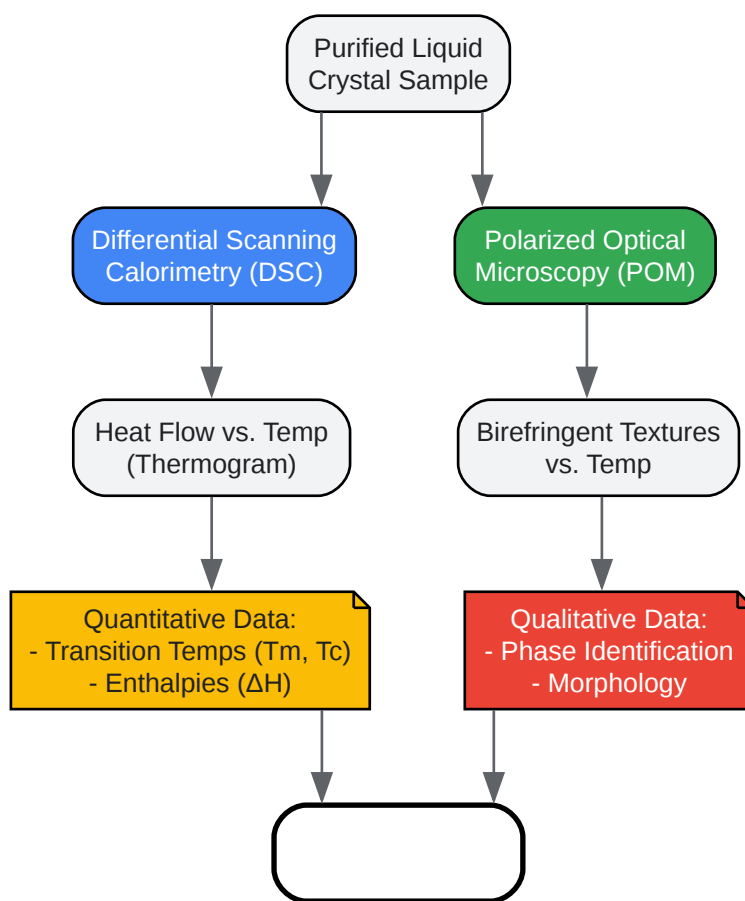 Purified Liquid
Crystal Sample
Differential Scanning
Calorimetry (DSC)
Polarized Optical
Microscopy (POM)
Heat Flow vs. Temp
(Thermogram)
Birefringent Textures
vs. Temp
Quantitative Data:
- Transition Temps (Tm, Tc)
- Enthalpies (ΔH)
Qualitative Data:
- Phase Identification
- Morphology